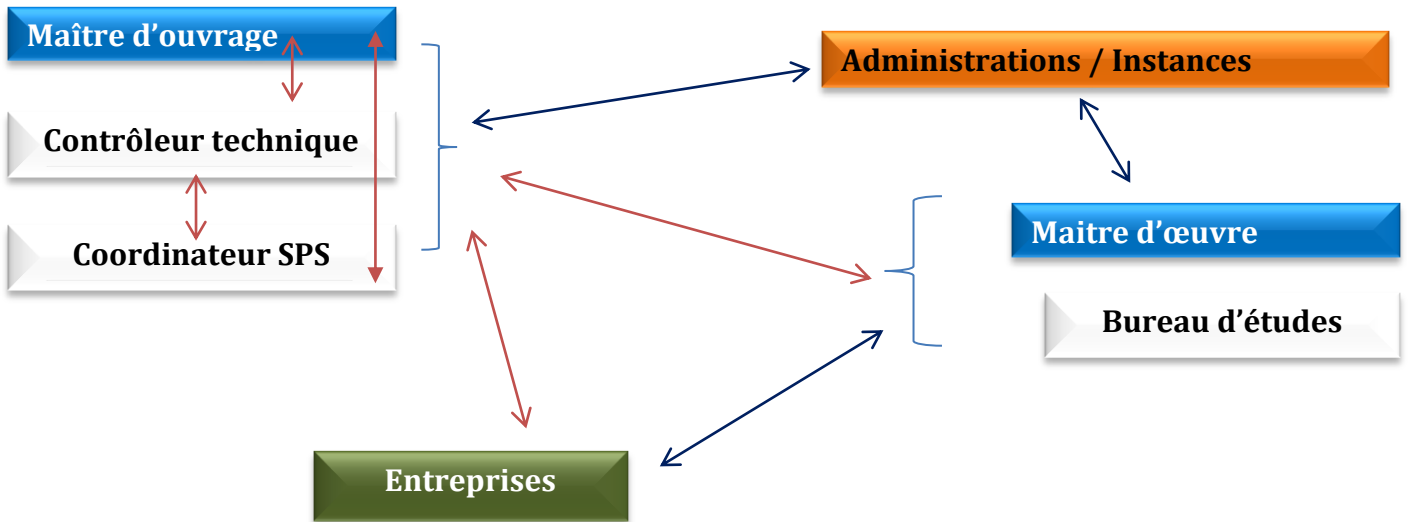 Maître d’ouvrage
Administrations / Instances
Contrôleur technique
Maitre d’œuvre
Coordinateur SPS
Bureau d’études
Entreprises